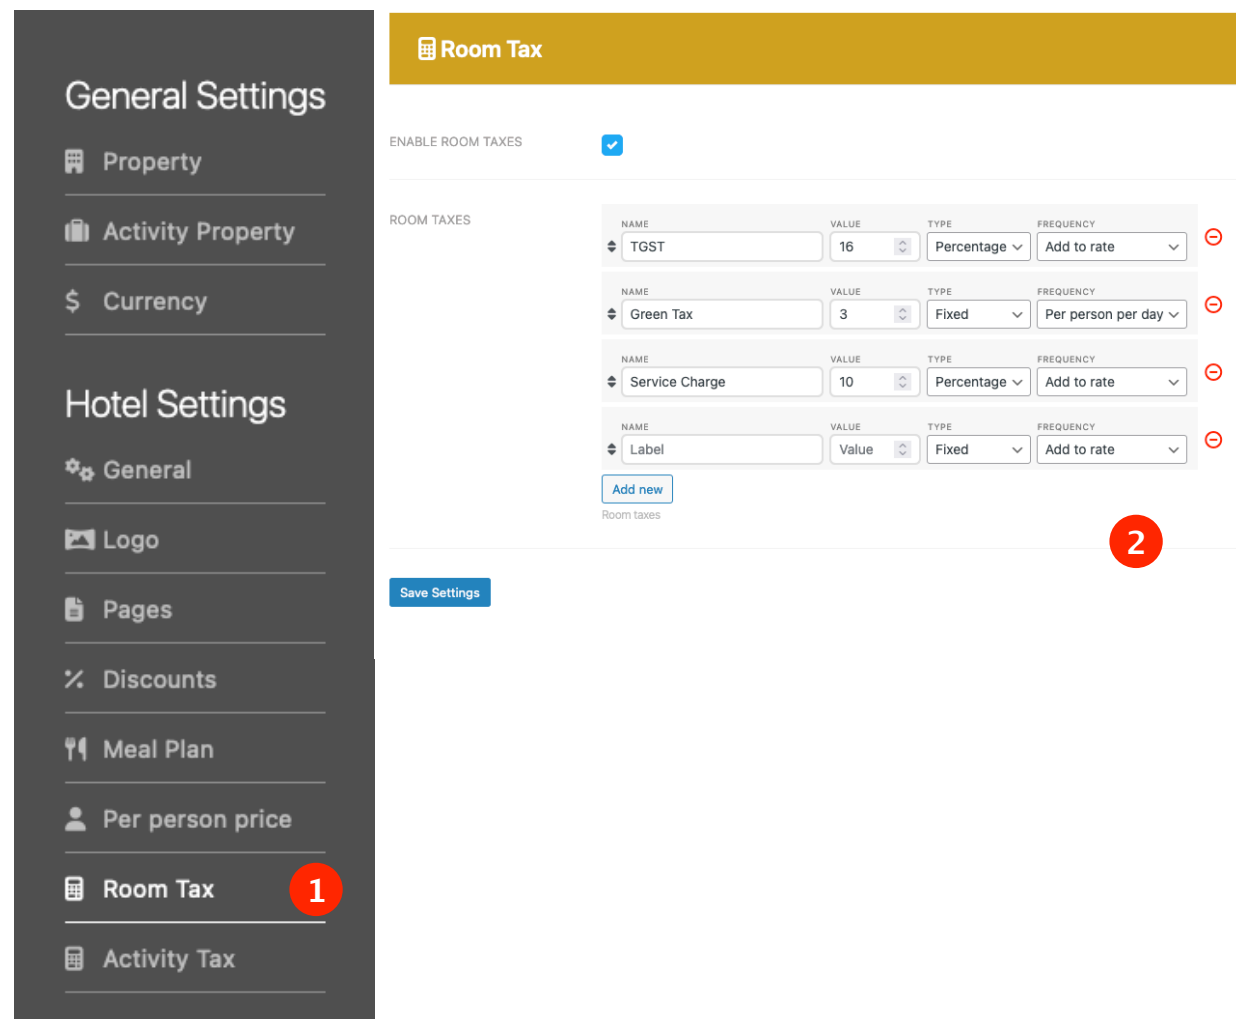 General Settings
Property
Activity Property
Currency
Hotel Settings
General
Logo
Pages
Discounts
Meal Plan
Per person price
Room Tax 1
Activity Tax
Room Tax
ENABLE ROOM TAXES
ROOM TAXES
NAME VALUE TYPE FREQUENCY
TGST 16 Percentage Add to rate
NAME VALUE TYPE FREQUENCY
Green Tax 3 Fixed Per person per day
NAME VALUE TYPE FREQUENCY
Service Charge 10 Percentage Add to rate
NAME VALUE TYPE FREQUENCY
Label Value Fixed Add to rate
Add new
Room taxes
2
Save Settings